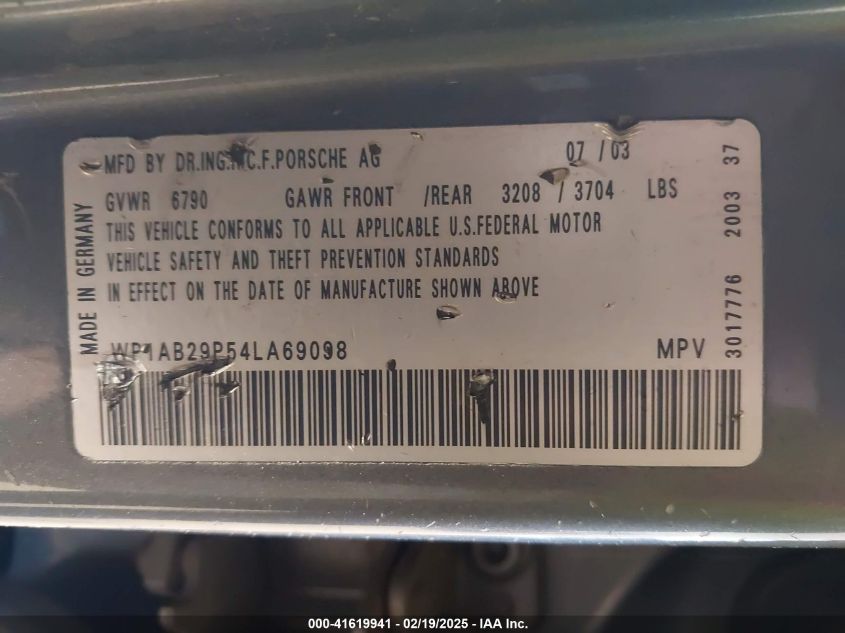 MFD BY DR.ING.H.C.F.PORSCHE AG 07 /03
GVWR 6790 GAWR FRONT /REAR 3208 / 3704 LBS
THIS VEHICLE CONFORMS TO ALL APPLICABLE U.S.FEDERAL MOTOR
VEHICLE SAFETY AND THEFT PREVENTION STANDARDS
IN EFFECT ON THE DATE OF MANUFACTURE SHOWN ABOVE
WP1AB29P54LA69098 MPV
MADE IN GERMANY
3017776 2003 37
000-41619941 / 02/19/2025 — IAA Inc.